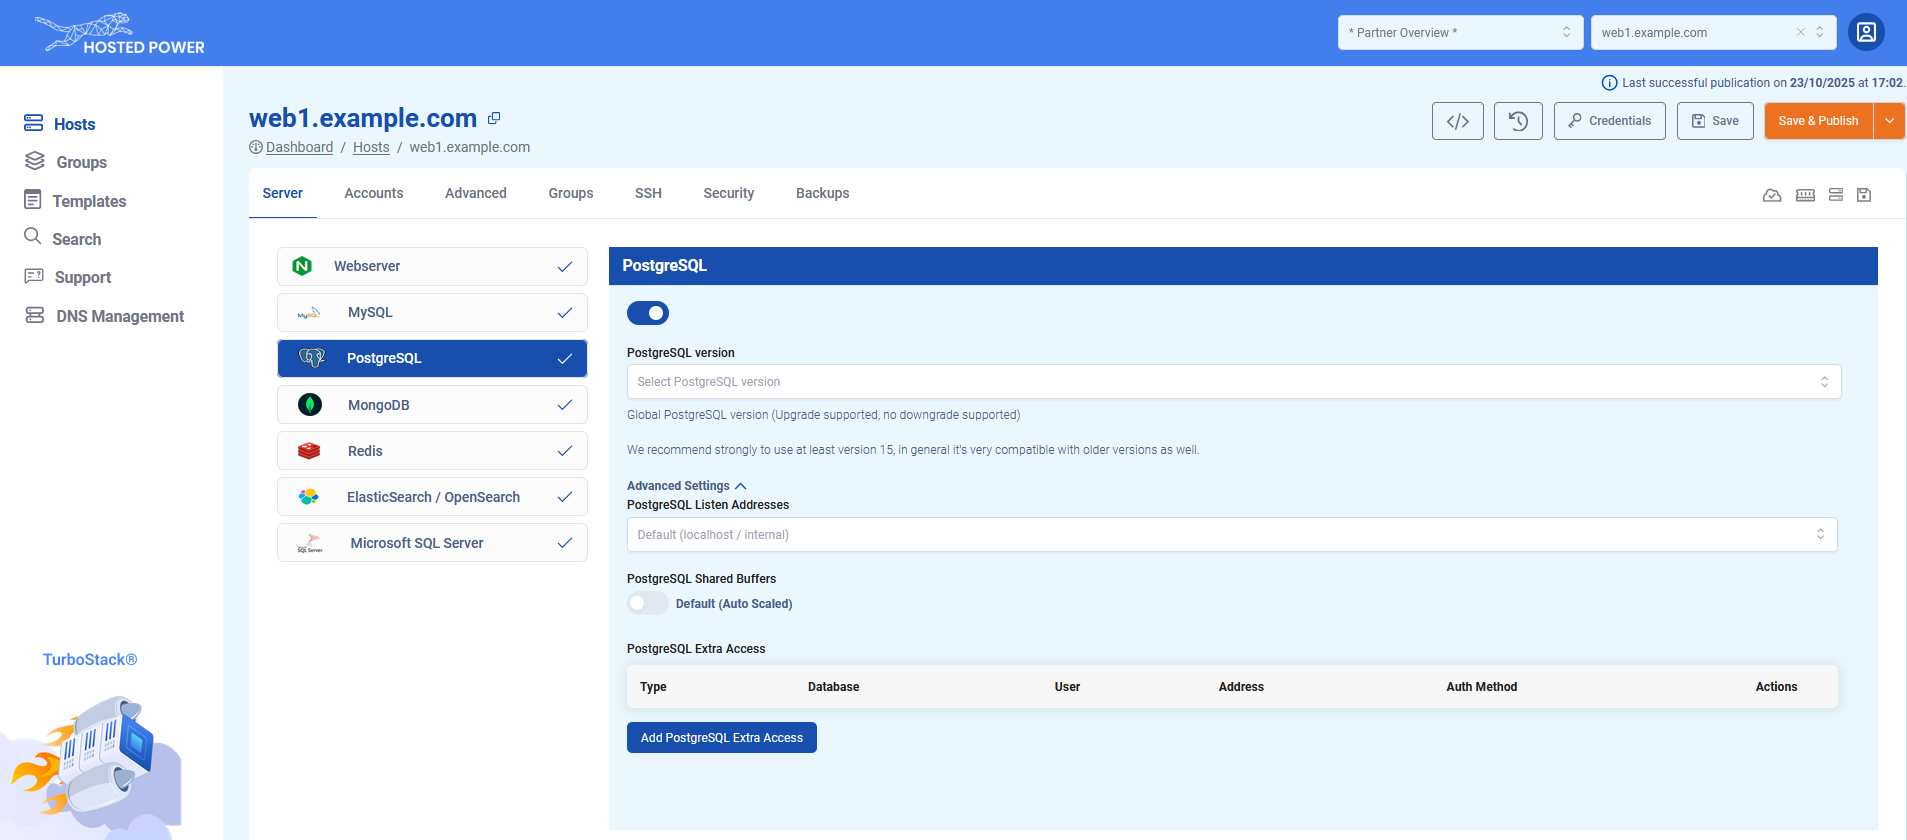 HOSTED POWER
* Partner Overview *
web1.example.com
Last successful publication on 23/10/2025 at 17:02.
web1.example.com
Dashboard / Hosts / web1.example.com
Credentials
Save
Save & Publish
Hosts
Groups
Templates
Search
Support
DNS Management
Server
Accounts
Advanced
Groups
SSH
Security
Backups
Webserver
MySQL
MySQL
PostgreSQL
MongoDB
Redis
ElasticSearch / OpenSearch
SQL Server
Microsoft SQL Server
PostgreSQL
PostgreSQL version
Select PostgreSQL version
Global PostgreSQL version (Upgrade supported, no downgrade supported)
We recommend strongly to use at least version 15, in general it's very compatible with older versions as well.
Advanced Settings
PostgreSQL Listen Addresses
Default (localhost / internal)
PostgreSQL Shared Buffers
Default (Auto Scaled)
PostgreSQL Extra Access
Type Database User Address Auth Method Actions
Add PostgreSQL Extra Access
TurboStack®